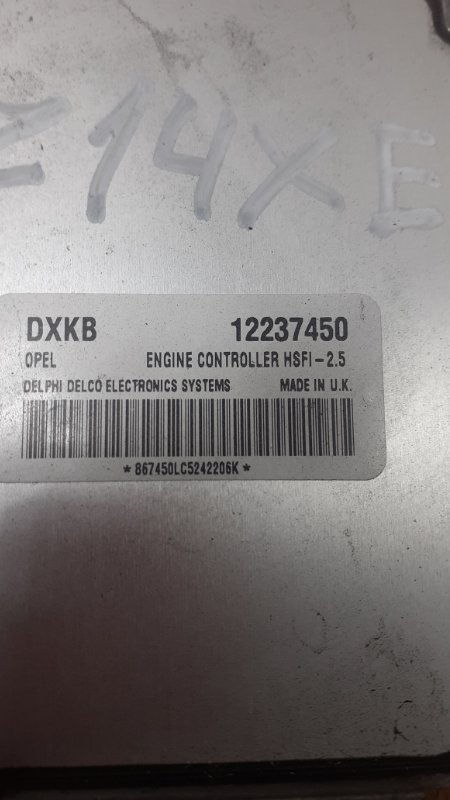 Z14XE
DXKB 12237450
OPEL ENGINE CONTROLLER HSFI-2.5
DELPHI DELCO ELECTRONICS SYSTEMS MADE IN U.K.
*867450LC5242206K*